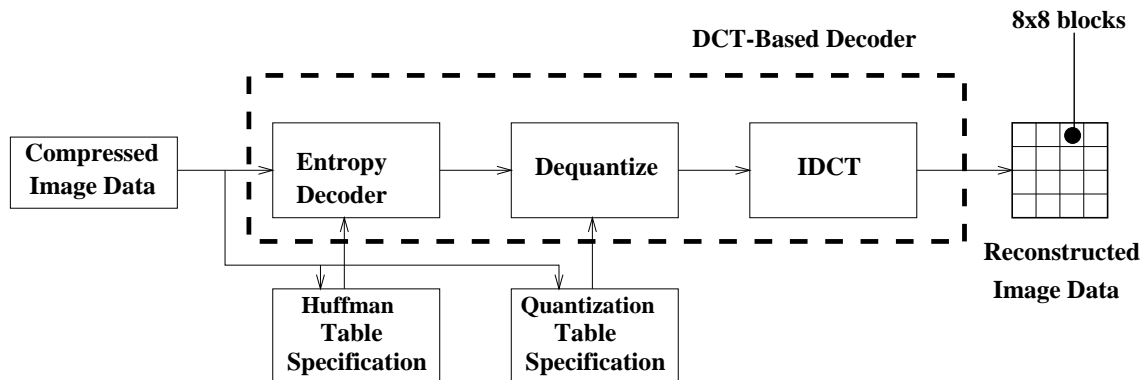 8x8 blocks
DCT-Based Decoder
Compressed
Image Data
Entropy
Decoder
Dequantize
IDCT
Reconstructed
Image Data
Huffman
Table
Specification
Quantization
Table
Specification